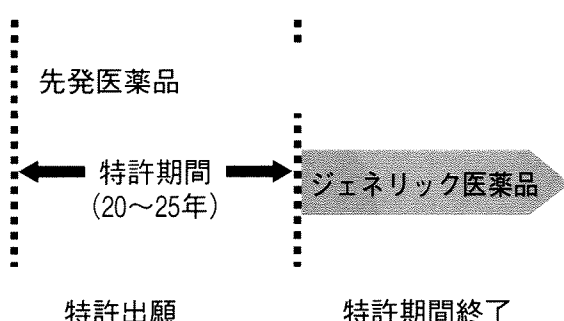 先発医薬品
特許期間
(20〜25年)
ジェネリック医薬品
特許出願
特許期間終了